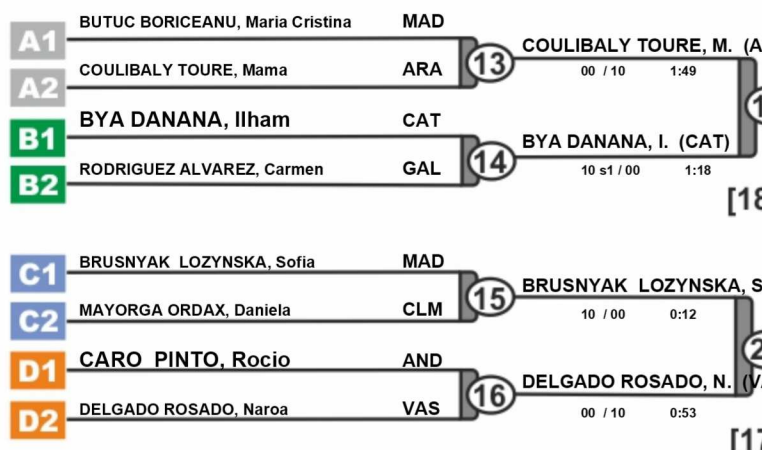 A1 BUTUC BORICEANU, Maria Cristina MAD
A2 COULIBALY TOURE, Mama ARA
13 COULIBALY TOURE, M.
00 / 10 1:49
B1 BYA DANANA, Ilham CAT
B2 RODRIGUEZ ALVAREZ, Carmen GAL
14 BYA DANANA, I. (CAT)
10 s1 / 00 1:18
C1 BRUSNYAK LOZYNSKA, Sofia MAD
C2 MAYORGA ORDAX, Daniela CLM
15 BRUSNYAK LOZYNSKA, S
10 / 00 0:12
D1 CARO PINTO, Rocio AND
D2 DELGADO ROSADO, Naroa VAS
16 DELGADO ROSADO, N.
00 / 10 0:53